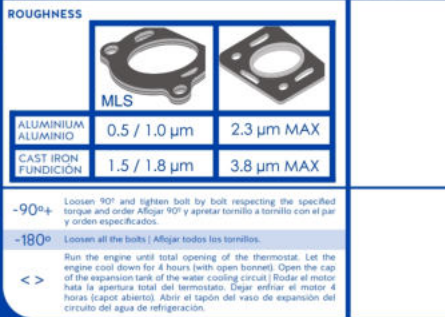 ROUGHNESS
MLS
ALUMINIUM
ALUMINIO
0.5 / 1.0 µm
2.3 µm MAX
CAST IRON
FUNDICIÓN
1.5 / 1.8 µm
3.8 µm MAX
-90º+
Loosen 90º and tighten bolt by bolt respecting the specified
torque and order Aflojar 90º y apretar tornillo a tornillo con el par
y orden especificados.
-180º
Loosen all the bolts | Aflojar todos los tornillos.
< >
Run the engine until total opening of the thermostat. Let the
engine cool down for 4 hours (with open bonnet). Open the cap
of the expansion tank of the water cooling circuit | Rodar el motor
hata la apertura total del termostato. Dejar enfriar el motor 4
horas (capot abierto). Abrir el tapón del vaso de expansión del
circuito del agua de refrigeración.